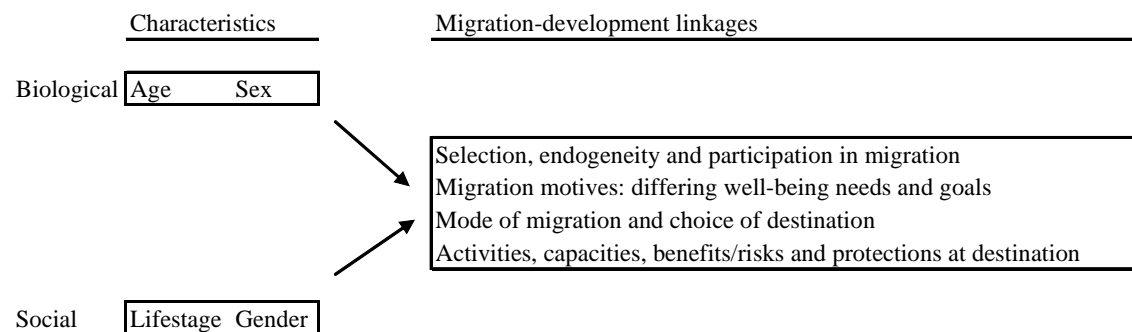 Characteristics Migration-development linkages
Biological Age Sex
Selection, endogeneity and participation in migration
Migration motives: differing well-being needs and goals
Mode of migration and choice of destination
Activities, capacities, benefits/risks and protections at destination
Social Lifestage Gender